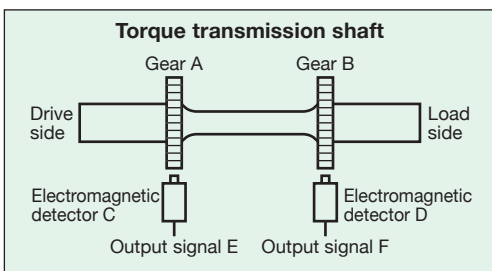 Torque transmission shaft
Gear A
Gear B
Drive
side
Load
side
Electromagnetic
detector C
Electromagnetic
detector D
Output signal E
Output signal F